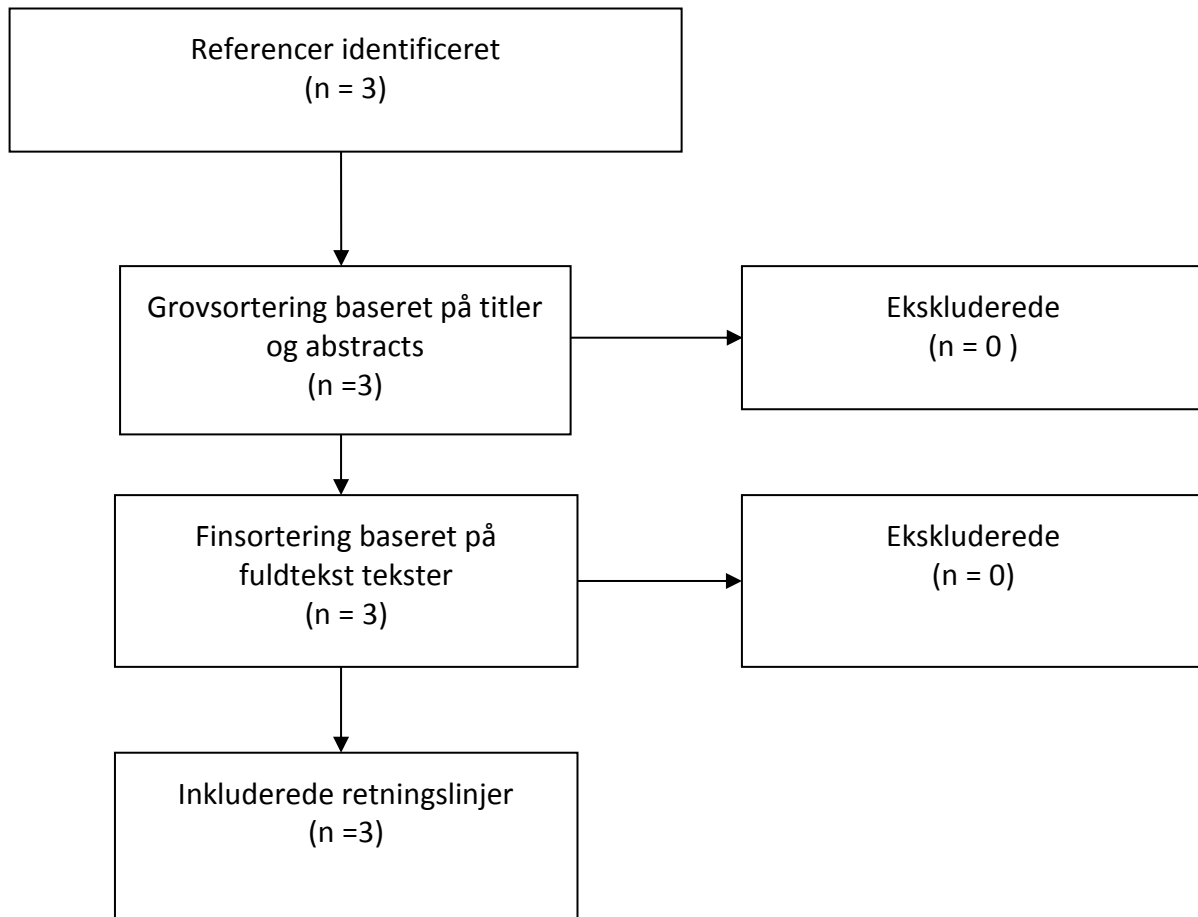 Referencer identificeret
(n = 3)
Grovsortering baseret på titler
og abstracts
(n =3)
Ekskluderede
(n = 0 )
Finsortering baseret på
fuldtekst tekster
(n = 3)
Ekskluderede
(n = 0)
Inkluderede retningslinjer
(n =3)